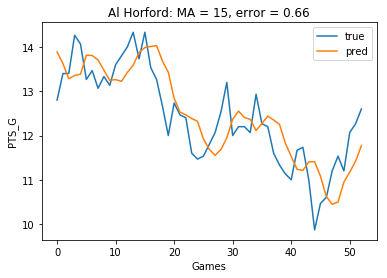 Al Horford: MA = 15, error = 0.66
true
pred
PTS_G
14
13
12
11
10
0 10 20 30 40 50
Games